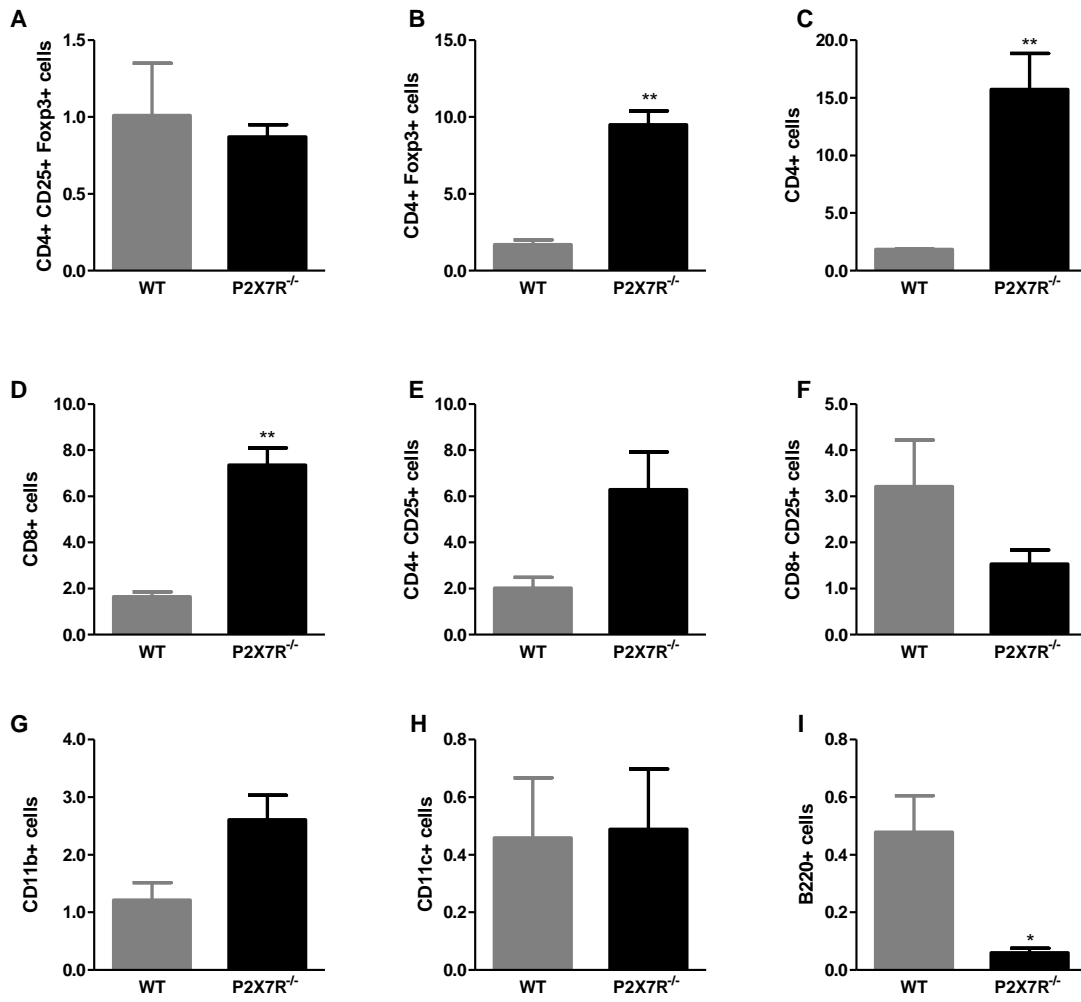 A
CD4+ CD25+ Foxp3+ cells
1.5
1.0
0.5
0.0
WT
P2X7R-/-
B
CD4+ Foxp3+ cells
15.0
10.0
5.0
0.0
**
WT
P2X7R-/-
C
CD4+ cells
20.0
15.0
10.0
5.0
0.0
**
WT
P2X7R-/-
D
CD8+ cells
10.0
8.0
6.0
4.0
2.0
0.0
**
WT
P2X7R-/-
E
CD4+ CD25+ cells
10.0
8.0
6.0
4.0
2.0
0.0
WT
P2X7R-/-
F
CD8+ CD25+ cells
5.0
4.0
3.0
2.0
1.0
0.0
WT
P2X7R-/-
G
CD11b+ cells
4.0
3.0
2.0
1.0
0.0
WT
P2X7R-/-
H
CD11c+ cells
0.8
0.6
0.4
0.2
0.0
WT
P2X7R-/-
I
B220+ cells
0.8
0.6
0.4
0.2
0.0
*
WT
P2X7R-/-